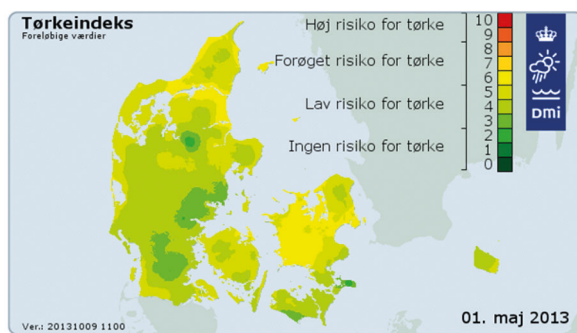 Tørkeindeks
Foreløbige værdier
Høj risiko for tørke
Forøget risiko for tørke
Lav risiko for tørke
Ingen risiko for tørke
10
9
8
7
6
5
4
3
2
1
0
DMI
01. maj 2013
Ver.: 20131009 1100